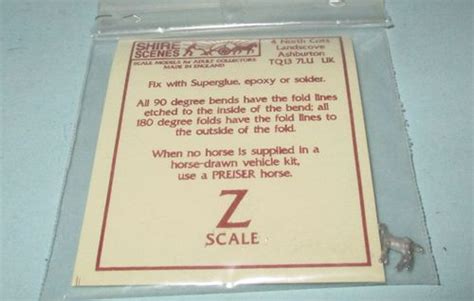 SHIRE
SCENES
SCALE MODELS for ADULT COLLECTORS
MADE IN ENGLAND
4 North Cotts
Landscove
Ashburton
TQ13 7LU UK
Fix with Superglue, epoxy or solder.
All 90 degree bends have the fold lines
etched to the inside of the bend; all
180 degree folds have the fold lines to
the outside of the fold.
When no horse is supplied in a
horse-drawn vehicle kit,
use a PREISER horse.
Z
SCALE